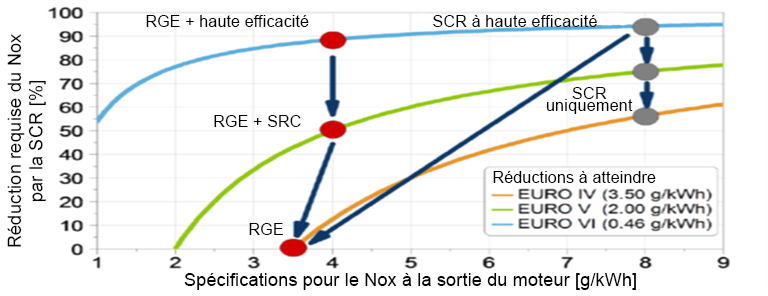 RGE + haute efficacité
SCR à haute efficacité
Réduction requise du Nox
par la SCR [%]
100
90
80
70
60
50
40
30
20
10
0
SCR
uniquement
RGE + SRC
RGE
Réductions à atteindre
EURO IV (3.50 g/kWh)
EURO V (2.00 g/kWh)
EURO VI (0.46 g/kWh)
1 2 3 4 5 6 7 8 9
Spécifications pour le Nox à la sortie du moteur [g/kWh]